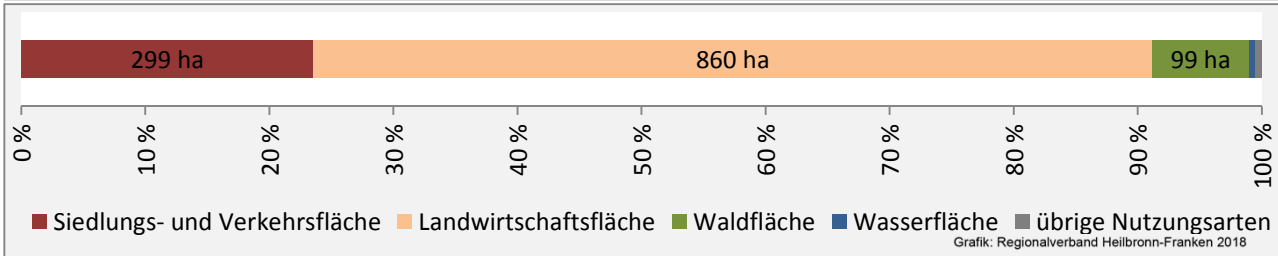 299 ha 860 ha 99 ha
0 % 10 % 20 % 30 % 40 % 50 % 60 % 70 % 80 % 90 % 100 %
Siedlungs- und Verkehrsfläche Landwirtschaftsfläche Waldfläche Wasserfläche übrige Nutzungsarten
Grafik: Regionalverband Heilbronn-Franken 2018